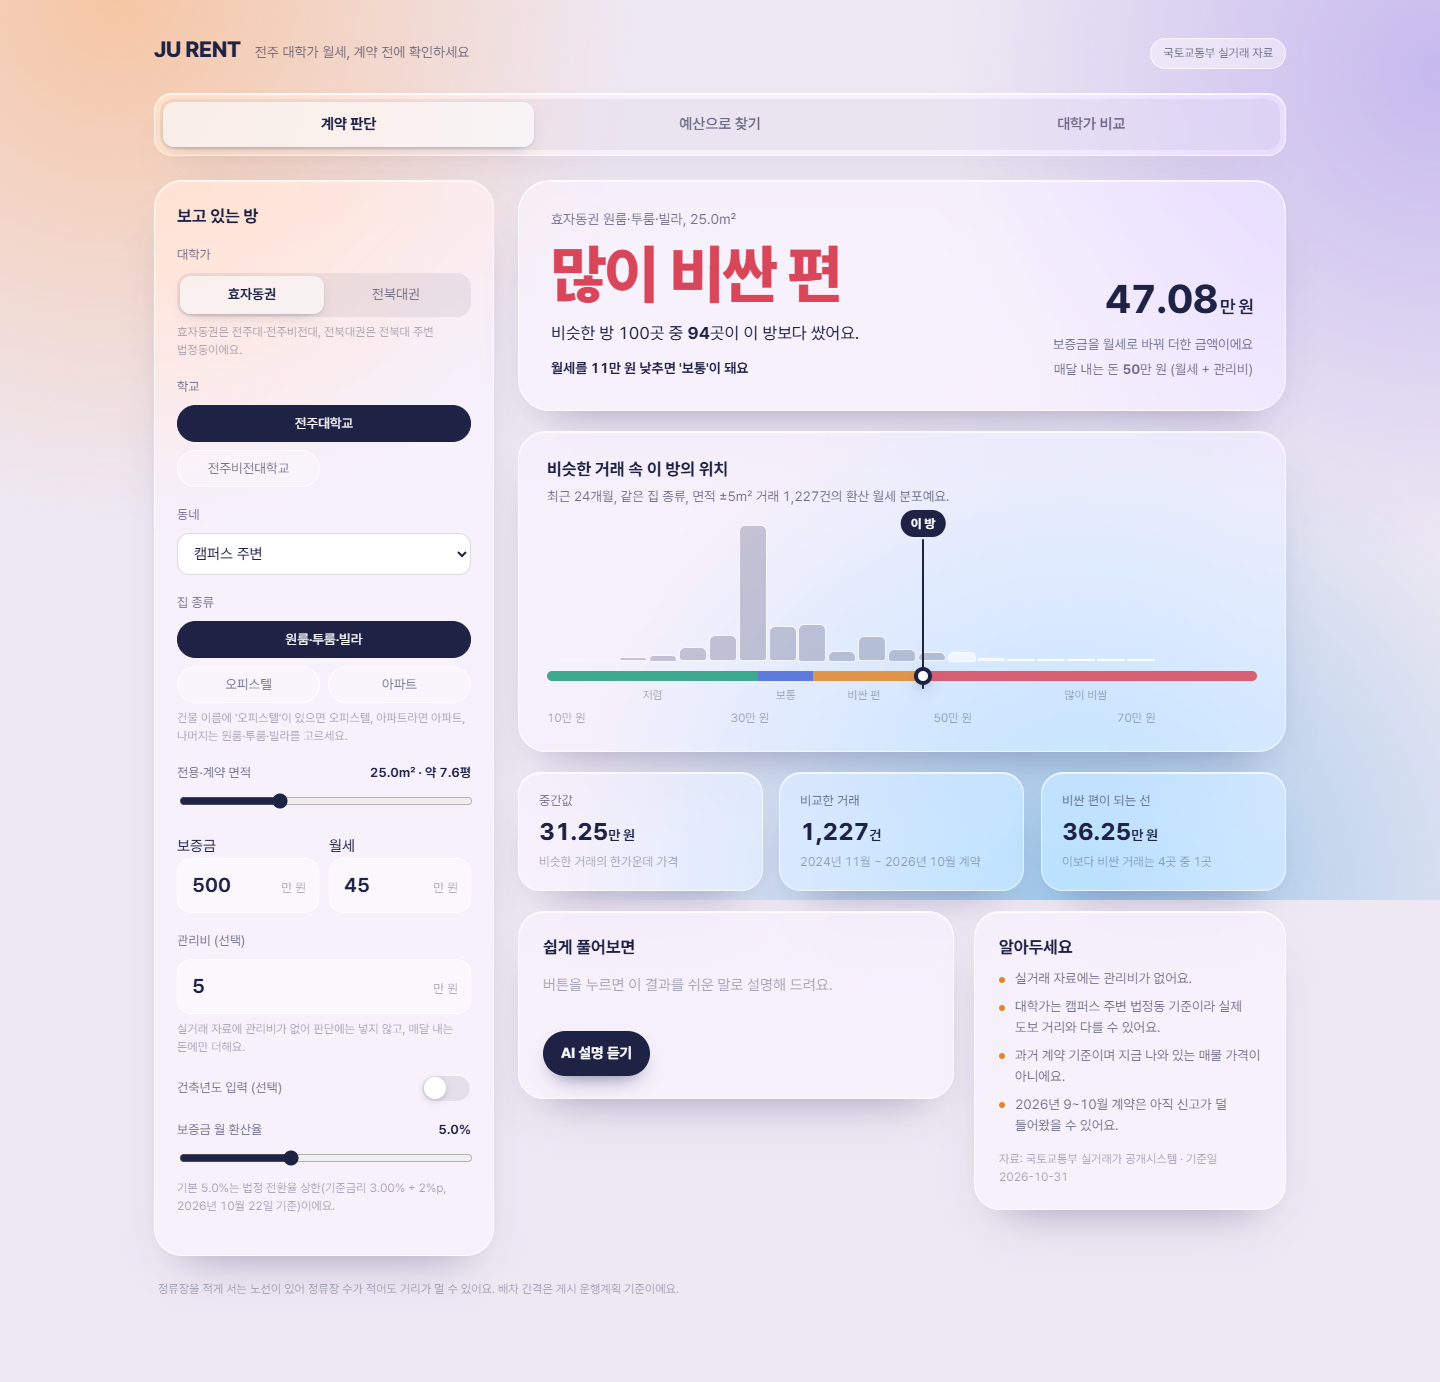 JU RENT 전주 대학가 월세, 계약 전에 확인하세요
국토교통부 실거래 자료
계약 판단
예산으로 찾기
대학가 비교
보고 있는 방
대학가
효자동권
전북대권
효자동권은 전주대·전주비전대, 전북대권은 전북대 주변
법정동이에요.
학교
전주대학교
전주비전대학교
동네
캠퍼스 주변
집 종류
원룸·투룸·빌라
오피스텔
아파트
건물 이름에 '오피스텔'이 있으면 오피스텔, 아파트라면 아파트,
나머지는 원룸·투룸·빌라를 고르세요.
전용·계약 면적
25.0m² · 약 7.6평
보증금
월세
500 만 원
45 만 원
관리비 (선택)
5 만 원
실거래 자료에 관리비가 없어 판단에는 넣지 않고, 매달 내는
돈에만 더해요.
건축년도 입력 (선택)
보증금 월 환산율
5.0%
기본 5.0%는 법정 전환율 상한(기준금리 3.00% + 2%p,
2026년 10월 22일 기준)이에요.
효자동권 원룸·투룸·빌라, 25.0m²
많이 비싼 편
비슷한 방 100곳 중 94곳이 이 방보다 쌌어요.
월세를 11만 원 낮추면 '보통'이 돼요
47.08만 원
보증금을 월세로 바꿔 더한 금액이에요
매달 내는 돈 50만 원 (월세 + 관리비)
비슷한 거래 속 이 방의 위치
최근 24개월, 같은 집 종류, 면적 ±5m² 거래 1,227건의 환산 월세 분포예요.
이 방
저렴
보통
비싼 편
많이 비쌈
10만 원
30만 원
50만 원
70만 원
중간값
31.25만 원
비슷한 거래의 한가운데 가격
비교한 거래
1,227건
2024년 11월 ~ 2026년 10월 계약
비싼 편이 되는 선
36.25만 원
이보다 비싼 거래는 4곳 중 1곳
쉽게 풀어보면
버튼을 누르면 이 결과를 쉬운 말로 설명해 드려요.
AI 설명 듣기
알아두세요
실거래 자료에는 관리비가 없어요.
대학가는 캠퍼스 주변 법정동 기준이라 실제
도보 거리와 다를 수 있어요.
과거 계약 기준이며 지금 나와 있는 매물 가격이
아니에요.
2026년 9~10월 계약은 아직 신고가 덜
들어왔을 수 있어요.
자료: 국토교통부 실거래가 공개시스템 · 기준일
2026-10-31
정류장을 적게 서는 노선이 있어 정류장 수가 적어도 거리가 멀 수 있어요. 배차 간격은 게시 운행계획 기준이에요.